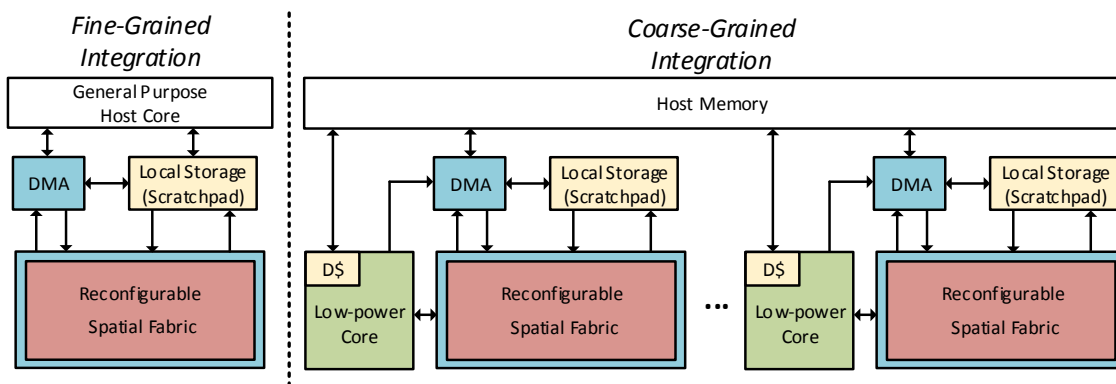 Fine-Grained
Integration
General Purpose
Host Core
DMA
Local Storage
(Scratchpad)
Reconfigurable
Spatial Fabric
Coarse-Grained
Integration
Host Memory
DMA
Local Storage
(Scratchpad)
D$
Low-power
Core
Reconfigurable
Spatial Fabric
...
DMA
Local Storage
(Scratchpad)
D$
Low-power
Core
Reconfigurable
Spatial Fabric